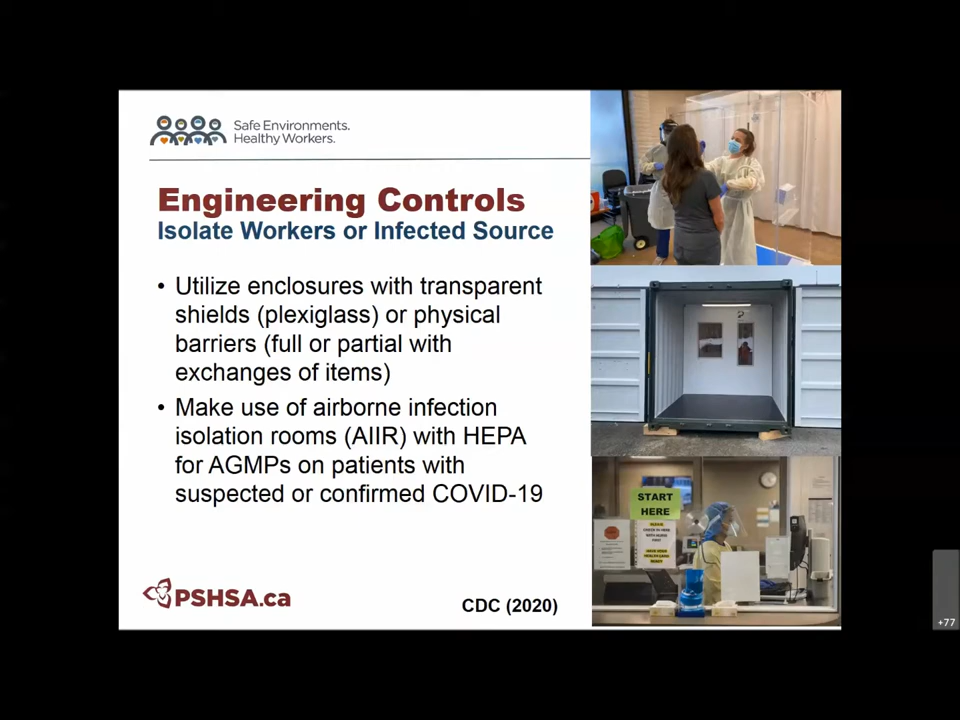 Safe Environments.
Healthy Workers.
Engineering Controls
Isolate Workers or Infected Source
• Utilize enclosures with transparent
shields (plexiglass) or physical
barriers (full or partial with
exchanges of items)
• Make use of airborne infection
isolation rooms (AIIR) with HEPA
for AGMPs on patients with
suspected or confirmed COVID-19
PSHSA.ca
CDC (2020)
START
HERE
+77